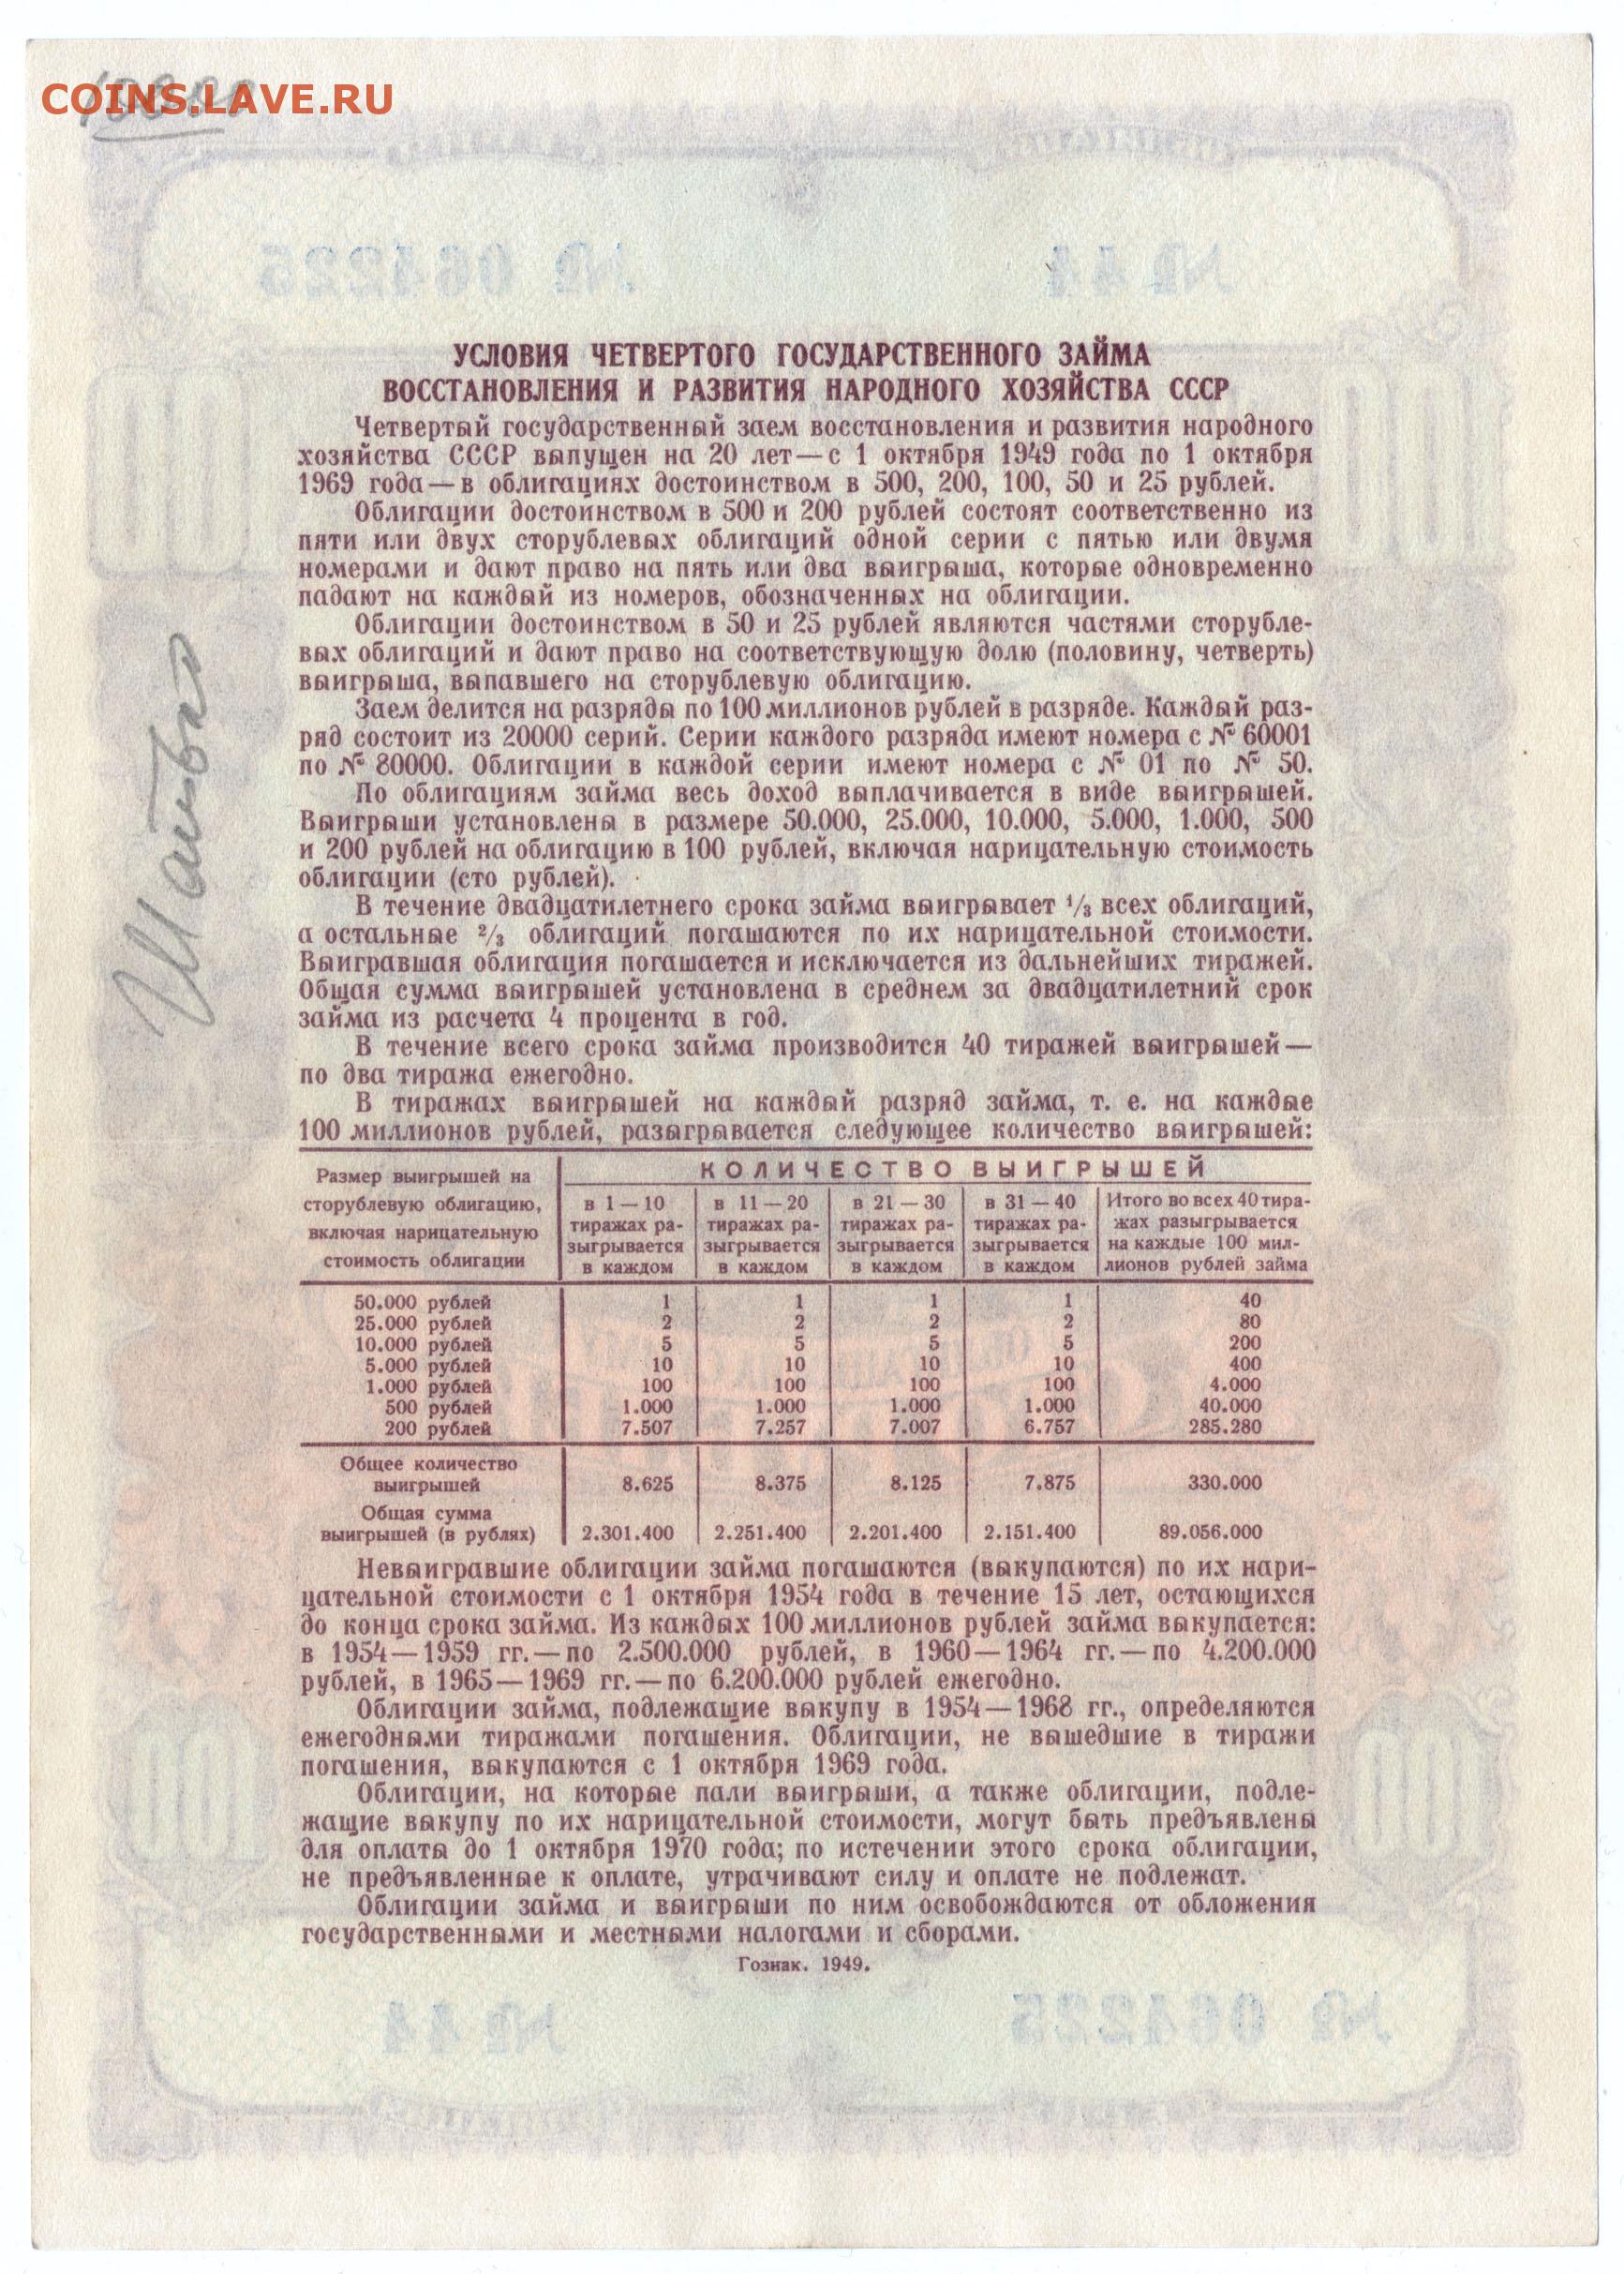 COINS.LAVE.RU
№ 064225 № 44
УСЛОВИЯ ЧЕТВЕРТОГО ГОСУДАРСТВЕННОГО ЗАЙМА
ВОССТАНОВЛЕНИЯ И РАЗВИТИЯ НАРОДНОГО ХОЗЯЙСТВА СССР
Четвертый государственный заем восстановления и развития народного
хозяйства СССР выпущен на 20 лет — с 1 октября 1949 года по 1 октября
1969 года — в облигациях достоинством в 500, 200, 100, 50 и 25 рублей.
Облигации достоинством в 500 и 200 рублей состоят соответственно из
пяти или двух сторублевых облигаций одной серии с пятью или двумя
номерами и дают право на пять или два выигрыша, которые одновременно
падают на каждый из номеров, обозначенных на облигации.
Облигации достоинством в 50 и 25 рублей являются частями сторубле-
вых облигаций и дают право на соответствующую долю (половину, четверть)
выигрыша, выпавшего на сторублевую облигацию.
Заем делится на разряды по 100 миллионов рублей в разряде. Каждый раз-
ряд состоит из 20000 серий. Серии каждого разряда имеют номера с № 60001
по № 80000. Облигации в каждой серии имеют номера с № 01 по № 50.
По облигациям займа весь доход выплачивается в виде выигрышей.
Выигрыши установлены в размере 50.000, 25.000, 10.000, 5.000, 1.000, 500
и 200 рублей на облигацию в 100 рублей, включая нарицательную стоимость
облигации (сто рублей).
В течение двадцатилетнего срока займа выигрывает 1/3 всех облигаций,
а остальные 2/3 облигаций погашаются по их нарицательной стоимости.
Выигравшая облигация погашается и исключается из дальнейших тиражей.
Общая сумма выигрышей установлена в среднем за двадцатилетний срок
займа из расчета 4 процента в год.
В течение всего срока займа производится 40 тиражей выигрышей —
по два тиража ежегодно.
В тиражах выигрышей на каждый разряд займа, т. е. на каждые
100 миллионов рублей, разыгрывается следующее количество выигрышей:
Размер выигрышей на
сторублевую облигацию,
включая нарицательную
стоимость облигации
КОЛИЧЕСТВО ВЫИГРЫШЕЙ
в 1 — 10
тиражах ра-
зыгрывается
в каждом
в 11 — 20
тиражах ра-
зыгрывается
в каждом
в 21 — 30
тиражах ра-
зыгрывается
в каждом
в 31 — 40
тиражах ра-
зыгрывается
в каждом
Итого во всех 40 тира-
жах разыгрывается
на каждые 100 мил-
лионов рублей займа
50.000 рублей 1 1 1 1 40
25.000 рублей 2 2 2 2 80
10.000 рублей 5 5 5 5 200
5.000 рублей 10 10 10 10 400
1.000 рублей 100 100 100 100 4.000
500 рублей 1.000 1.000 1.000 1.000 40.000
200 рублей 7.507 7.257 7.007 6.757 285.280
Общее количество
выигрышей 8.625 8.375 8.125 7.875 330.000
Общая сумма
выигрышей (в рублях) 2.301.400 2.251.400 2.201.400 2.151.400 89.056.000
Невыигравшие облигации займа погашаются (выкупаются) по их нари-
цательной стоимости с 1 октября 1954 года в течение 15 лет, остающихся
до конца срока займа. Из каждых 100 миллионов рублей займа выкупается:
в 1954 — 1959 гг. — по 2.500.000 рублей, в 1960 — 1964 гг. — по 4.200.000
рублей, в 1965 — 1969 гг. — по 6.200.000 рублей ежегодно.
Облигации займа, подлежащие выкупу в 1954 — 1968 гг., определяются
ежегодными тиражами погашения. Облигации, не вышедшие в тиражи
погашения, выкупаются с 1 октября 1969 года.
Облигации, на которые пали выигрыши, а также облигации, подле-
жащие выкупу по их нарицательной стоимости, могут быть предъявлены
для оплаты до 1 октября 1970 года; по истечении этого срока облигации,
не предъявленные к оплате, утрачивают силу и оплате не подлежат.
Облигации займа и выигрыши по ним освобождаются от обложения
государственными и местными налогами и сборами.
Гознак. 1949.
№ 44 № 064225